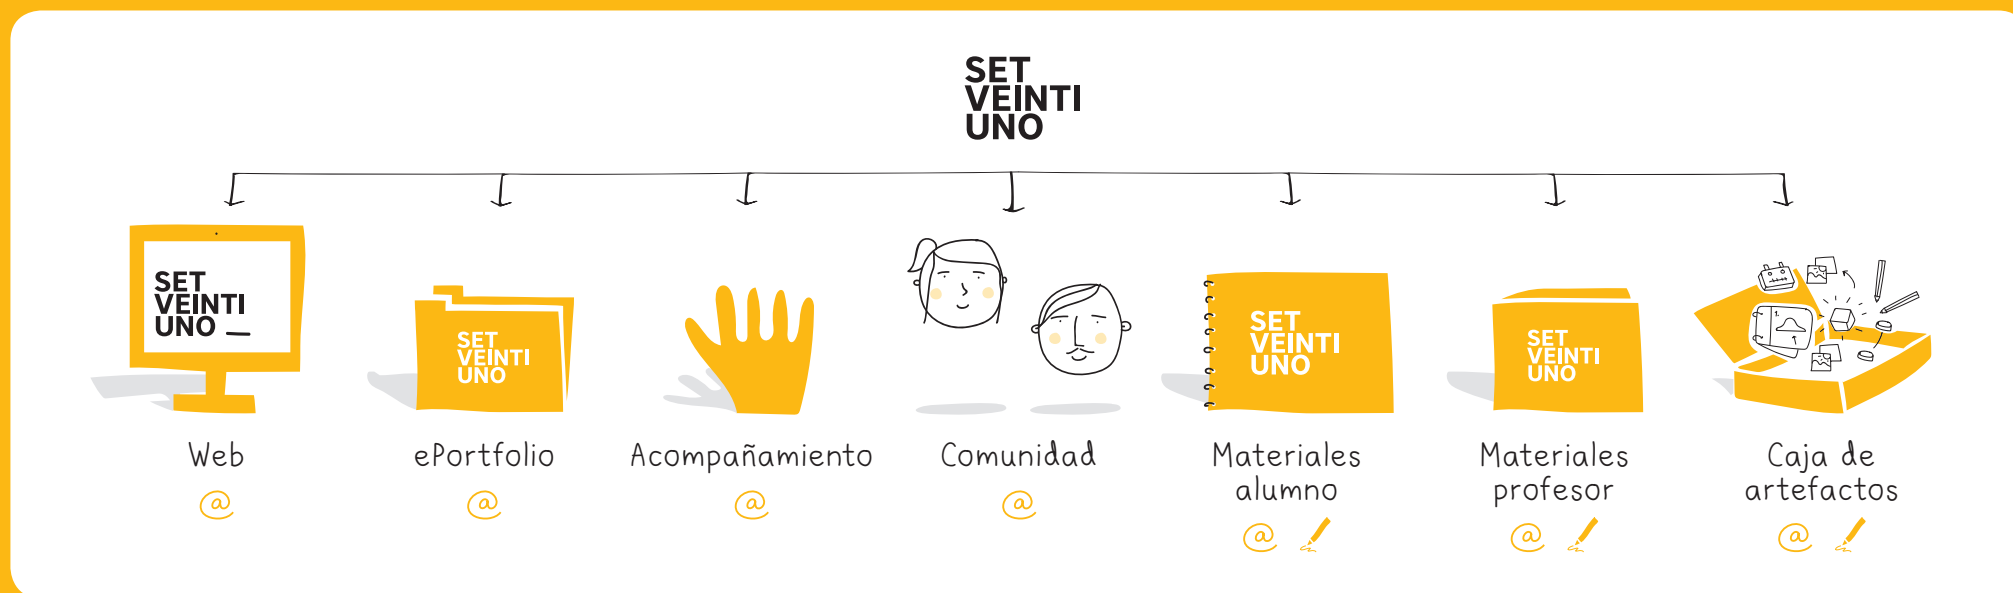 SET
VEINTI
UNO
SET
VEINTI
UNO _
SET
VEINTI
UNO
SET
VEINTI
UNO
SET
VEINTI
UNO
Web
ePortfolio
Acompañamiento
Comunidad
Materiales
alumno
Materiales
profesor
Caja de
artefactos
@
@
@
@
@
@
@